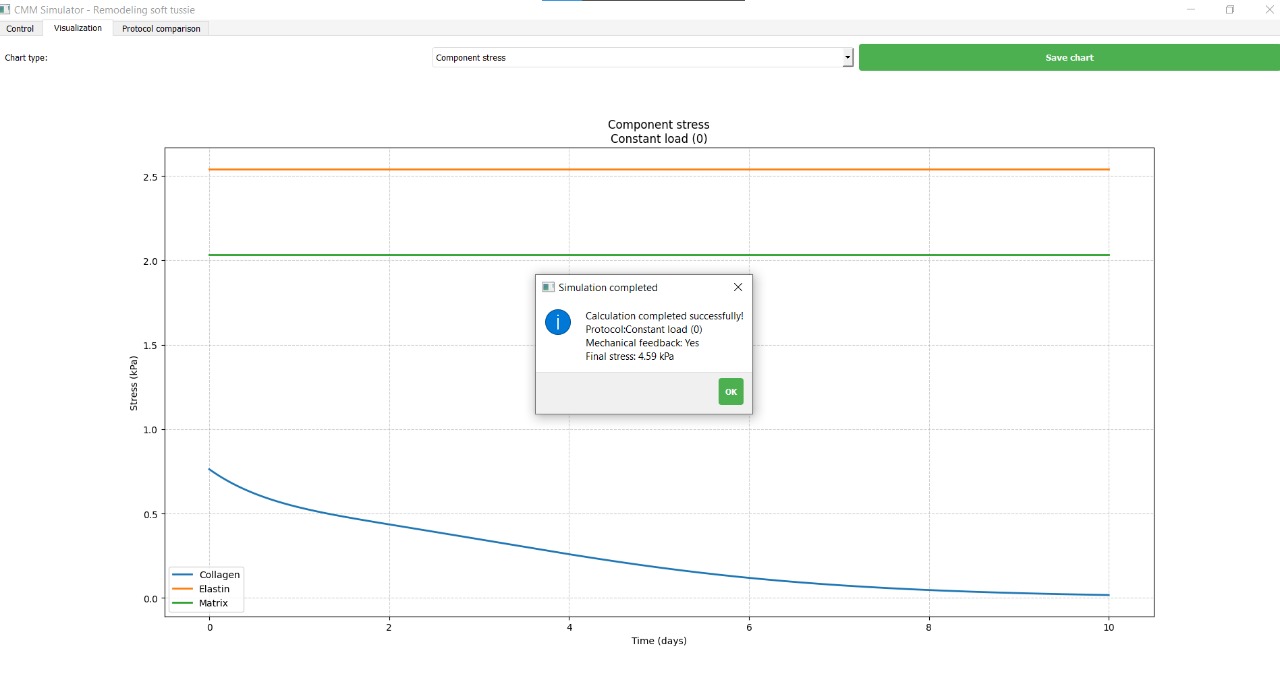 CMM Simulator - Remodeling soft tussie
Control Visualization Protocol comparison
Chart type: Component stress Save chart
Component stress
Constant load (0)
2.5
2.0
1.5
1.0
0.5
0.0
Stress (kPa)
Simulation completed
Calculation completed successfully!
Protocol:Constant load (0)
Mechanical feedback: Yes
Final stress: 4.59 kPa
OK
Collagen
Elastin
Matrix
0 2 4 6 8 10
Time (days)